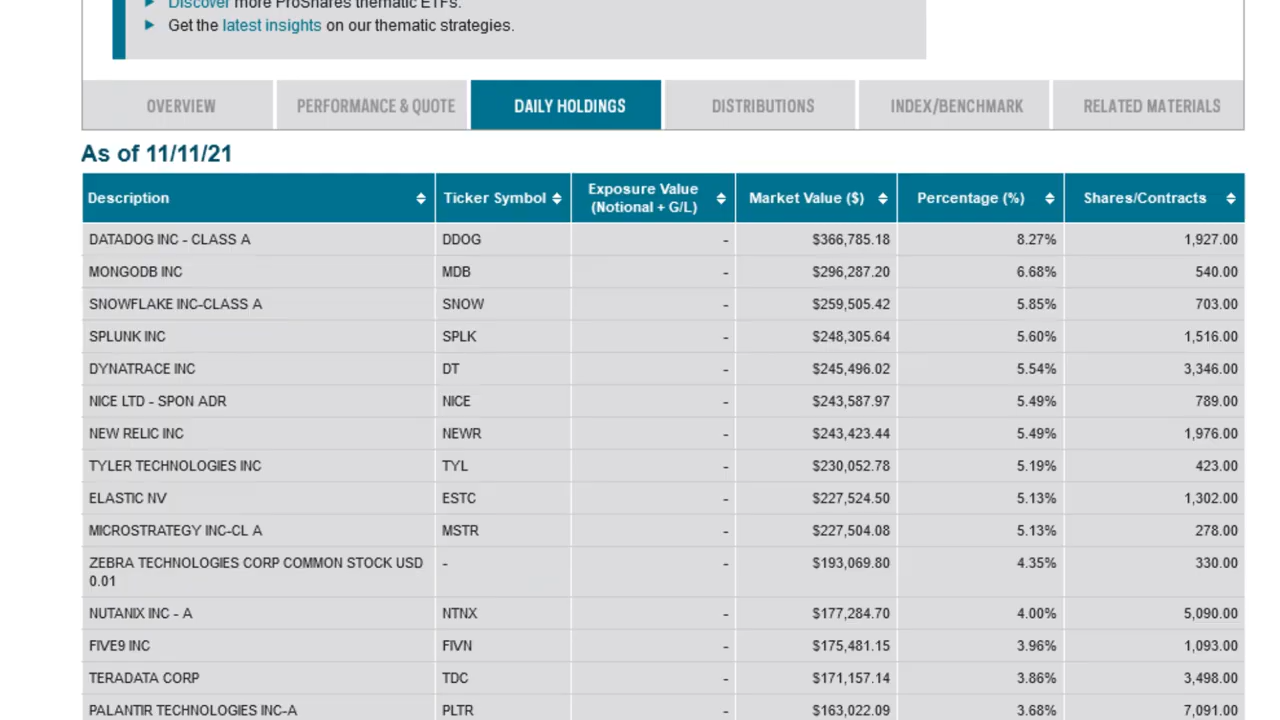 Discover more ProShares thematic ETFs.
Get the latest insights on our thematic strategies.
OVERVIEW PERFORMANCE & QUOTE DAILY HOLDINGS DISTRIBUTIONS INDEX/BENCHMARK RELATED MATERIALS
As of 11/11/21
Description Ticker Symbol Exposure Value (Notional + G/L) Market Value ($) Percentage (%) Shares/Contracts
DATADOG INC - CLASS A DDOG - $366,785.18 8.27% 1,927.00
MONGODB INC MDB - $296,287.20 6.68% 540.00
SNOWFLAKE INC-CLASS A SNOW - $259,505.42 5.85% 703.00
SPLUNK INC SPLK - $248,305.64 5.60% 1,516.00
DYNATRACE INC DT - $245,496.02 5.54% 3,346.00
NICE LTD - SPON ADR NICE - $243,587.97 5.49% 789.00
NEW RELIC INC NEWR - $243,423.44 5.49% 1,976.00
TYLER TECHNOLOGIES INC TYL - $230,052.78 5.19% 423.00
ELASTIC NV ESTC - $227,524.50 5.13% 1,302.00
MICROSTRATEGY INC-CL A MSTR - $227,504.08 5.13% 278.00
ZEBRA TECHNOLOGIES CORP COMMON STOCK USD - - $193,069.80 4.35% 330.00
0.01
NUTANIX INC - A NTNX - $177,284.70 4.00% 5,090.00
FIVE9 INC FIVN - $175,481.15 3.96% 1,093.00
TERADATA CORP TDC - $171,157.14 3.86% 3,498.00
PALANTIR TECHNOLOGIES INC-A PLTR - $163,022.09 3.68% 7,091.00